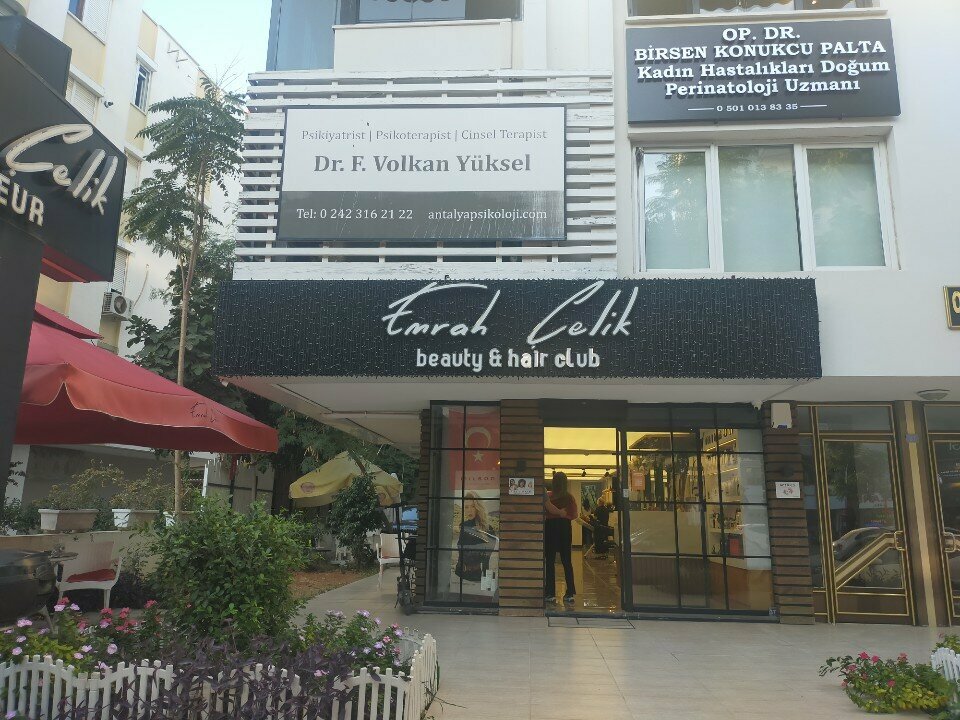 OP. DR.
BİRSEN KONUKCU PALTA
Kadın Hastalıkları Doğum
Perinatoloji Uzmanı
0 501 013 83 35
Psikiyatrist | Psikoterapist | Cinsel Terapist
Dr. F. Volkan Yüksel
Tel: 0 242 316 21 22 antalyapsikoloji.com
Çelik
EUR
Emrah Çelik
beauty & hair club